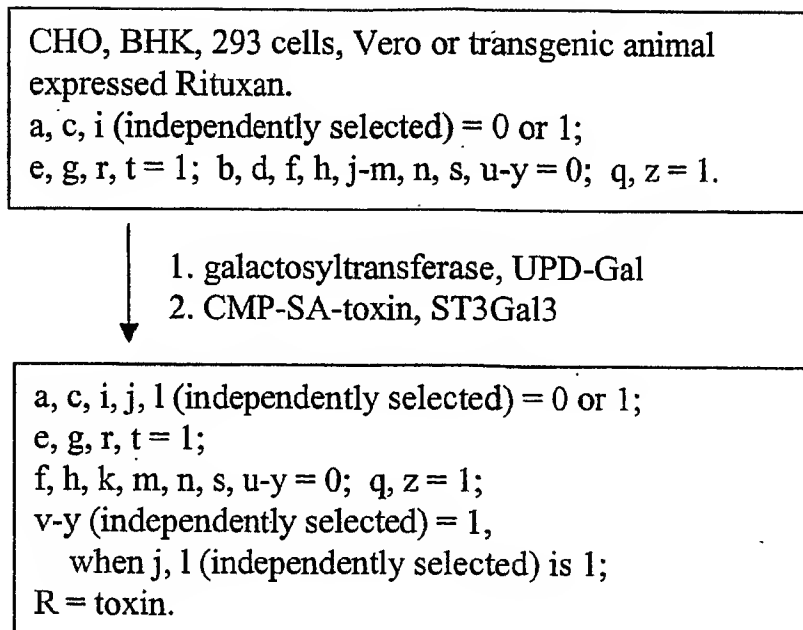 CHO, BHK, 293 cells, Vero or transgenic animal
expressed Rituxan.
a, c, i (independently selected) = 0 or 1;
e, g, r, t = 1; b, d, f, h, j-m, n, s, u-y = 0; q, z = 1.
1. galactosyltransferase, UPD-Gal
2. CMP-SA-toxin, ST3Gal3
a, c, i, j, l (independently selected) = 0 or 1;
e, g, r, t = 1;
f, h, k, m, n, s, u-y = 0; q, z = 1;
v-y (independently selected) = 1,
when j, l (independently selected) is 1;
R = toxin.